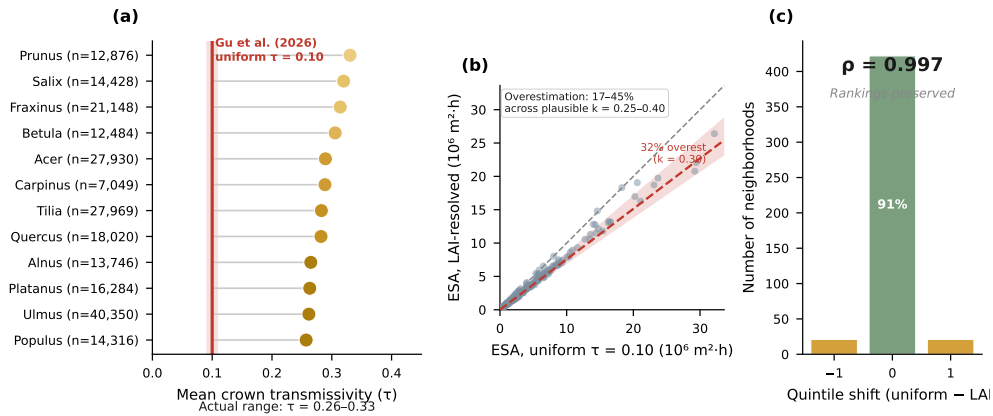 (a)
Gu et al. (2026)
uniform τ = 0.10
Prunus (n=12,876)
Salix (n=14,428)
Fraxinus (n=21,148)
Betula (n=12,484)
Acer (n=27,930)
Carpinus (n=7,049)
Tilia (n=27,969)
Quercus (n=18,020)
Alnus (n=13,746)
Platanus (n=16,284)
Ulmus (n=40,350)
Populus (n=14,316)
0.0 0.1 0.2 0.3 0.4
Mean crown transmissivity (τ)
Actual range: τ = 0.26–0.33
(b)
Overestimation: 17–45%
across plausible k = 0.25–0.40
32% overest
(k = 0.30)
ESA, LAI-resolved (10⁶ m²·h)
30
25
20
15
10
5
0
0 10 20 30
ESA, uniform τ = 0.10 (10⁶ m²·h)
(c)
ρ = 0.997
Rankings preserved
91%
Number of neighborhoods
400
350
300
250
200
150
100
50
0
−1 0 1
Quintile shift (uniform − LAI